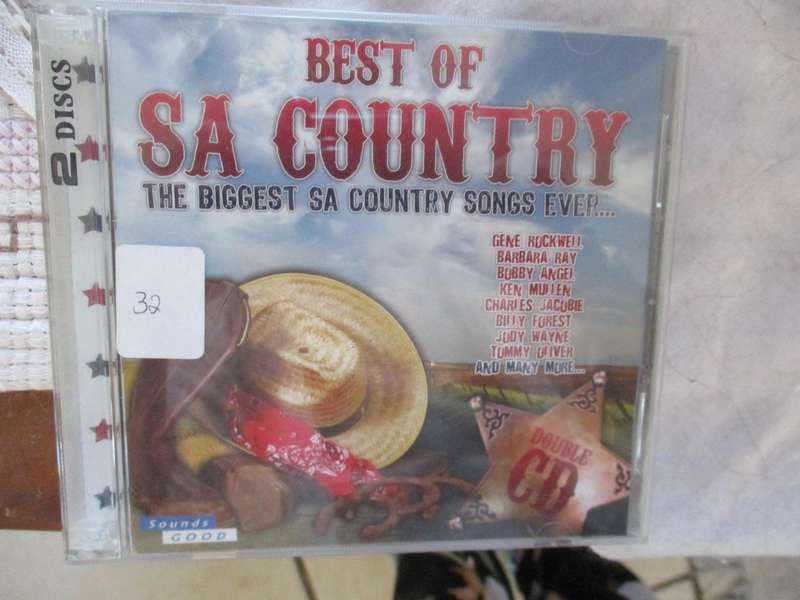 2 DISCS
BEST OF
SA COUNTRY
THE BIGGEST SA COUNTRY SONGS EVER....
GENE ROCKWELL
BARBARA RAY
BOBBY ANGEL
KEN MULLEN
CHARLES JACOBIE
BILLY FOREST
JODY WAYNE
TOMMY OLIVER
AND MANY MORE...
32
DOUBLE
CD
Sounds
GOOD